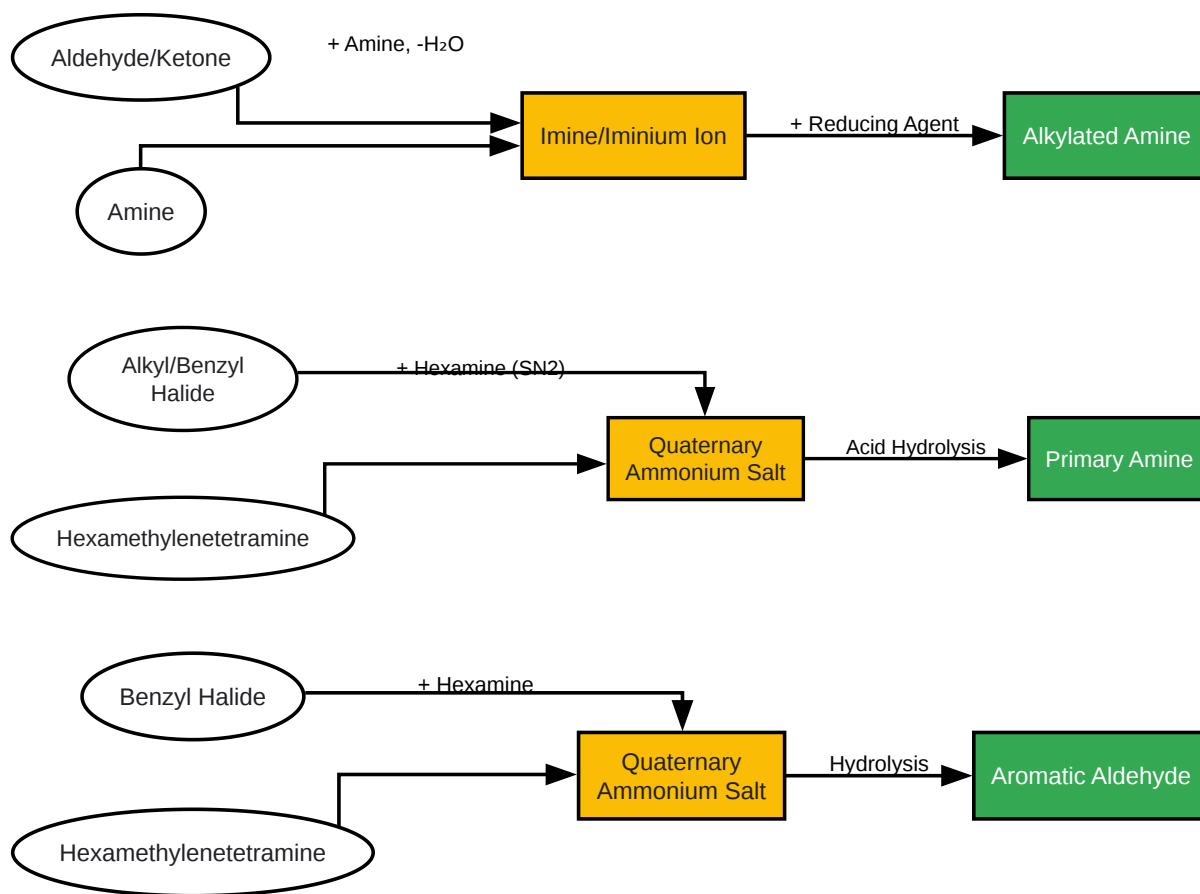 Aldehyde/Ketone
+ Amine, -H₂O
Imine/Iminium Ion
+ Reducing Agent
Alkylated Amine
Amine
Alkyl/Benzyl
Halide
+ Hexamine (SN2)
Quaternary
Ammonium Salt
Acid Hydrolysis
Primary Amine
Hexamethylenetetramine
Benzyl Halide
+ Hexamine
Quaternary
Ammonium Salt
Hydrolysis
Aromatic Aldehyde
Hexamethylenetetramine